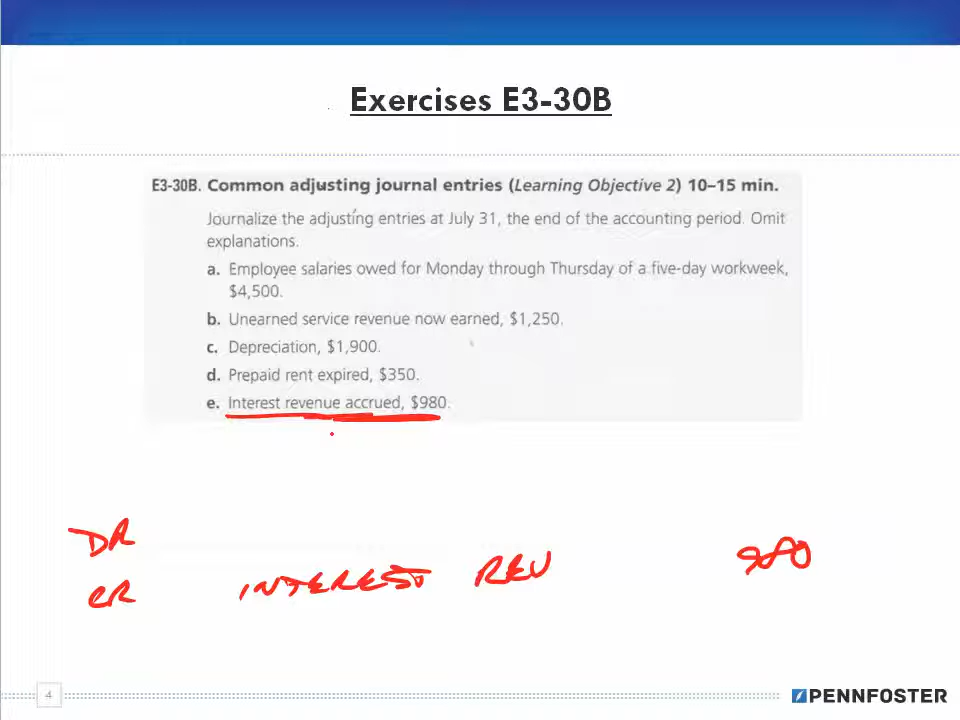 Exercises E3-30B
E3-30B. Common adjusting journal entries (Learning Objective 2) 10–15 min.
Journalize the adjusting entries at July 31, the end of the accounting period. Omit
explanations.
a. Employee salaries owed for Monday through Thursday of a five-day workweek,
$4,500.
b. Unearned service revenue now earned, $1,250.
c. Depreciation, $1,900.
d. Prepaid rent expired, $350.
e. Interest revenue accrued, $980.
DR
CR INTEREST REV 980
4 PENNFOSTER